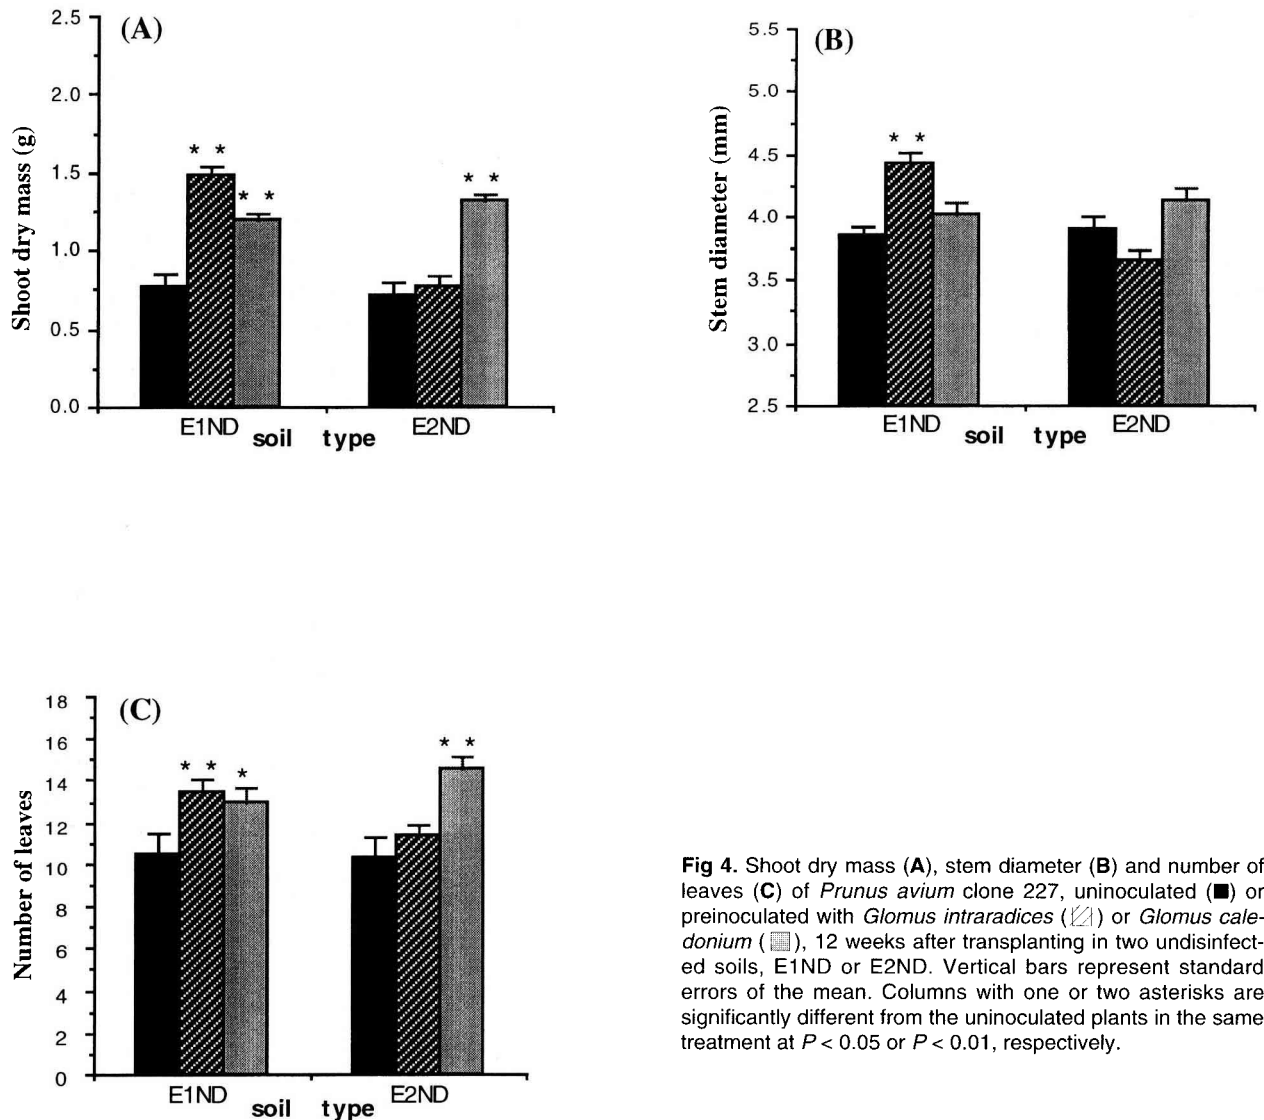 (A)
Shoot dry mass (g)
2.5
2.0
1.5
1.0
0.5
0.0
* *
* *
* *
E1ND
E2ND
soil type
(B)
Stem diameter (mm)
5.5
5.0
4.5
4.0
3.5
3.0
2.5
* *
E1ND
E2ND
soil type
(C)
Number of leaves
18
16
14
12
10
8
6
4
2
0
* *
*
* *
E1ND
E2ND
soil type
Fig 4. Shoot dry mass (A), stem diameter (B) and number of
leaves (C) of Prunus avium clone 227, uninoculated (■) or
preinoculated with Glomus intraradices (▨) or Glomus cale-
donium (▒), 12 weeks after transplanting in two undisinfect-
ed soils, E1ND or E2ND. Vertical bars represent standard
errors of the mean. Columns with one or two asterisks are
significantly different from the uninoculated plants in the same
treatment at P < 0.05 or P < 0.01, respectively.